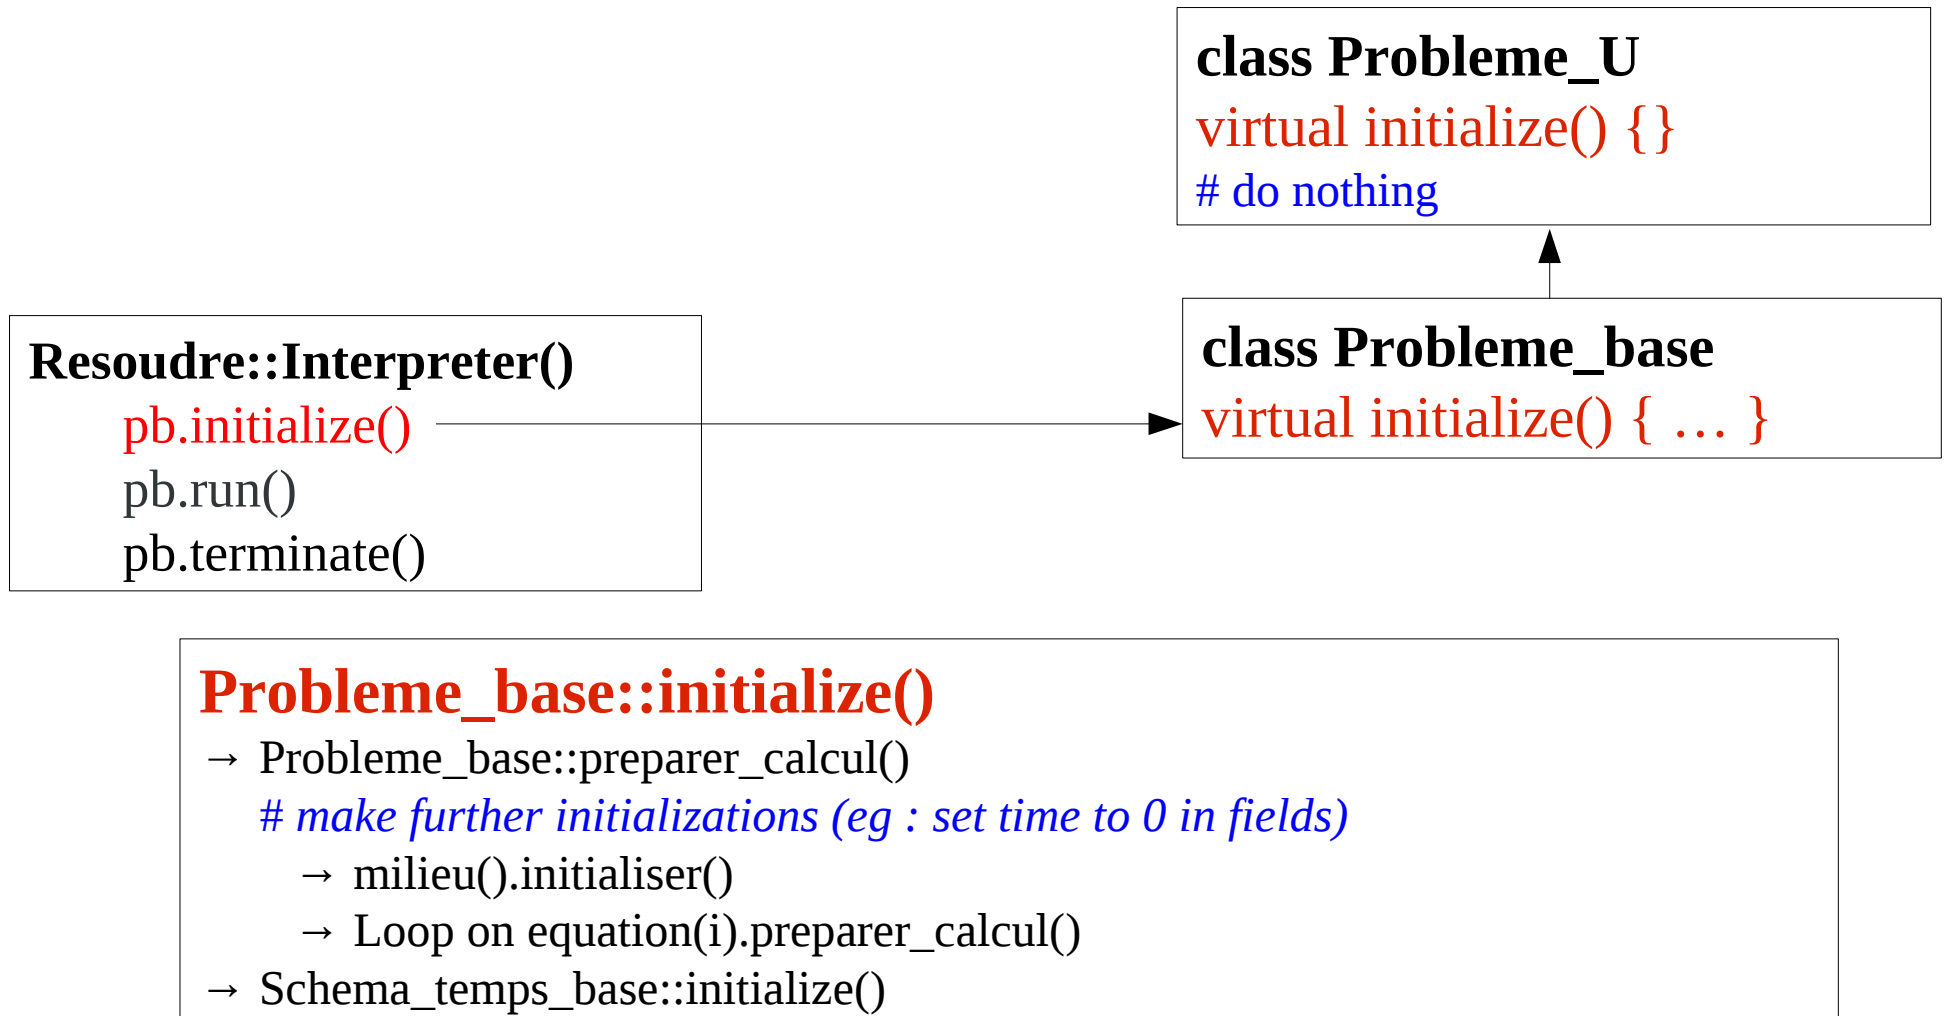 class Probleme_U
virtual initialize() {}
# do nothing
class Probleme_base
virtual initialize() { … }
Resoudre::Interpreter()
pb.initialize()
pb.run()
pb.terminate()
Probleme_base::initialize()
→ Probleme_base::preparer_calcul()
# make further initializations (eg : set time to 0 in fields)
→ milieu().initialiser()
→ Loop on equation(i).preparer_calcul()
→ Schema_temps_base::initialize()